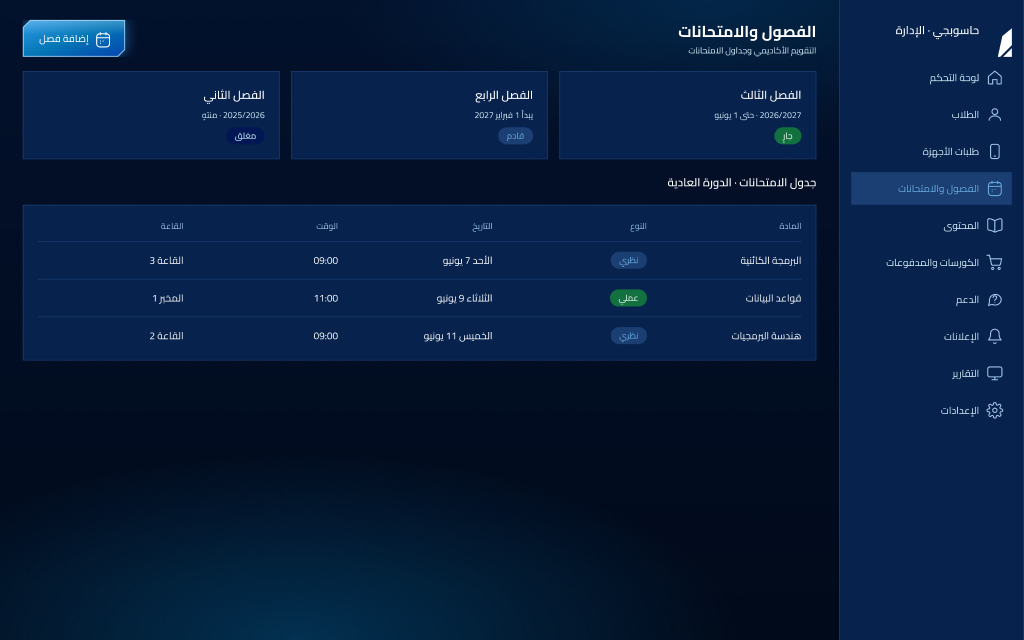 حاسوبجي · الإدارة
لوحة التحكم
الطلاب
طلبات الأجهزة
الفصول والامتحانات
المحتوى
الكورسات والمدفوعات
الدعم
الإعلانات
التقارير
الإعدادات
الفصول والامتحانات
التقويم الأكاديمي وجداول الامتحانات
إضافة فصل
الفصل الثالث
2026/2027 · حتى 1 يونيو
جارٍ
الفصل الرابع
يبدأ 1 فبراير 2027
قادم
الفصل الثاني
2025/2026 · منتهٍ
مغلق
جدول الامتحانات · الدورة العادية
المادة النوع التاريخ الوقت القاعة
البرمجة الكائنية نظري الأحد 7 يونيو 09:00 القاعة 3
قواعد البيانات عملي الثلاثاء 9 يونيو 11:00 المخبر 1
هندسة البرمجيات نظري الخميس 11 يونيو 09:00 القاعة 2